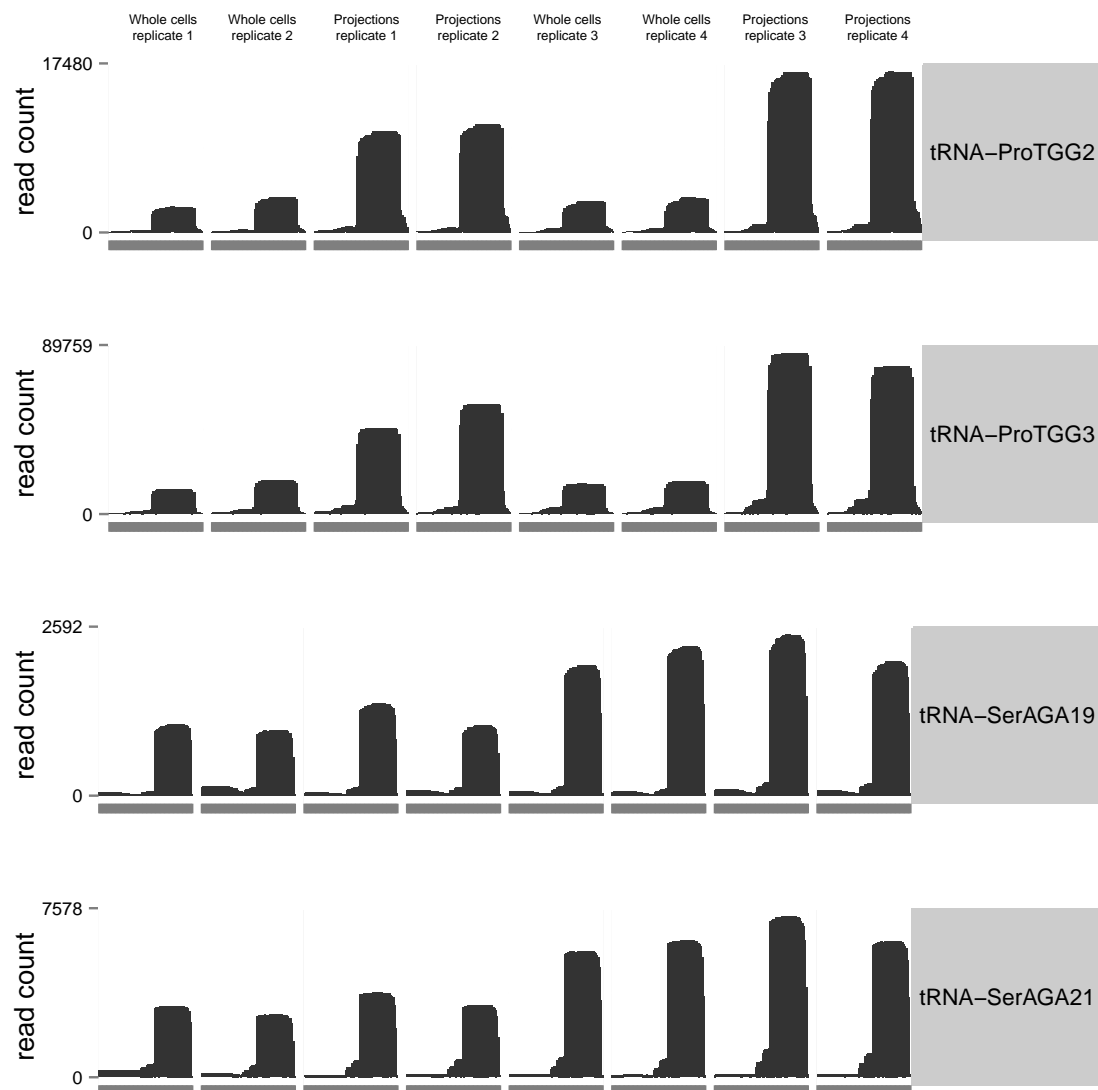 Whole cells replicate 1
Whole cells replicate 2
Projections replicate 1
Projections replicate 2
Whole cells replicate 3
Whole cells replicate 4
Projections replicate 3
Projections replicate 4
17480
read count
0
tRNA−ProTGG2
89759
read count
0
tRNA−ProTGG3
2592
read count
0
tRNA−SerAGA19
7578
read count
0
tRNA−SerAGA21